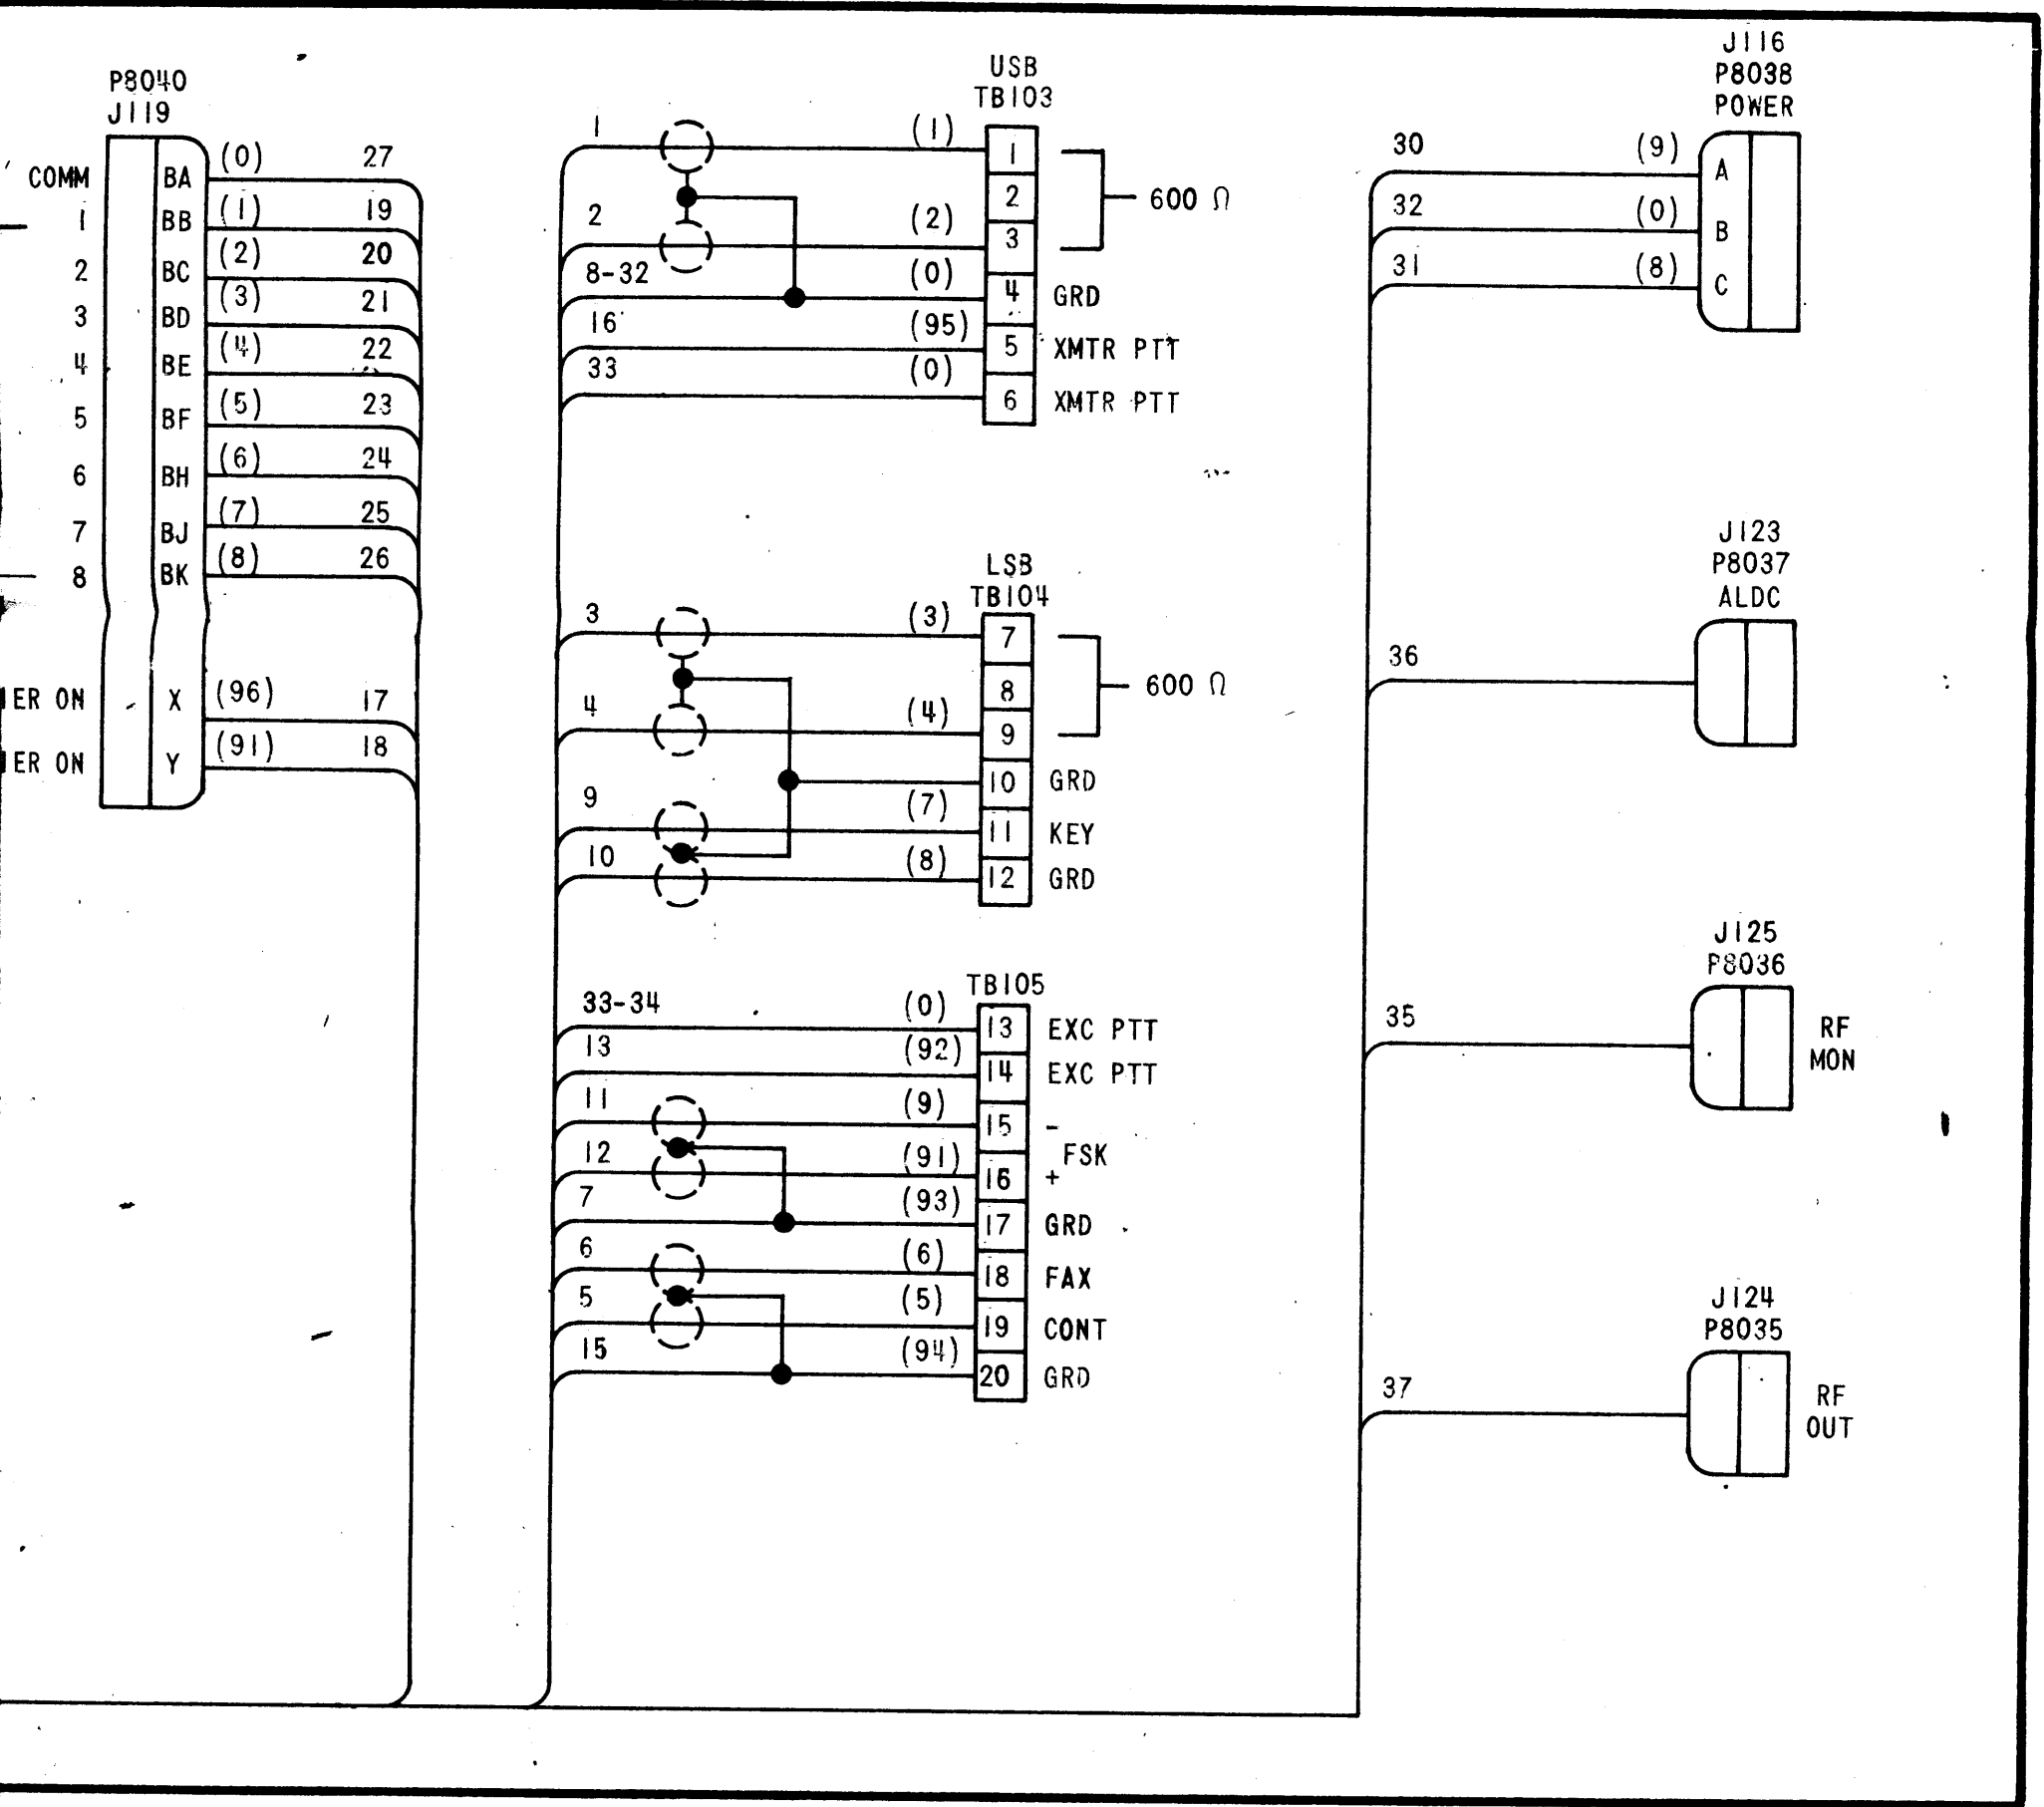 P8040
J119
COMM BA (0) 27
1 BB (1) 19
2 BC (2) 20
3 BD (3) 21
4 BE (4) 22
5 BF (5) 23
6 BH (6) 24
7 BJ (7) 25
8 BK (8) 26
ER ON X (96) 17
ER ON Y (91) 18
USB
TB103
1 (1) 1
2
600 Ω
2 (2) 3
8-32 (0) 4 GRD
16 (95) 5 XMTR PTT
33 (0) 6 XMTR PTT
LSB
TB104
3 (3) 7
8
600 Ω
4 (4) 9
10 GRD
9 (7) 11 KEY
10 (8) 12 GRD
TB105
33-34 (0) 13 EXC PTT
13 (92) 14 EXC PTT
11 (9) 15 -
FSK
12 (91) 16 +
7 (93) 17 GRD
6 (6) 18 FAX
5 (5) 19 CONT
15 (94) 20 GRD
J116
P8038
POWER
30 (9) A
32 (0) B
31 (8) C
J123
P8037
ALDC
36
J125
P8036
35
RF
MON
J124
P8035
37
RF
OUT